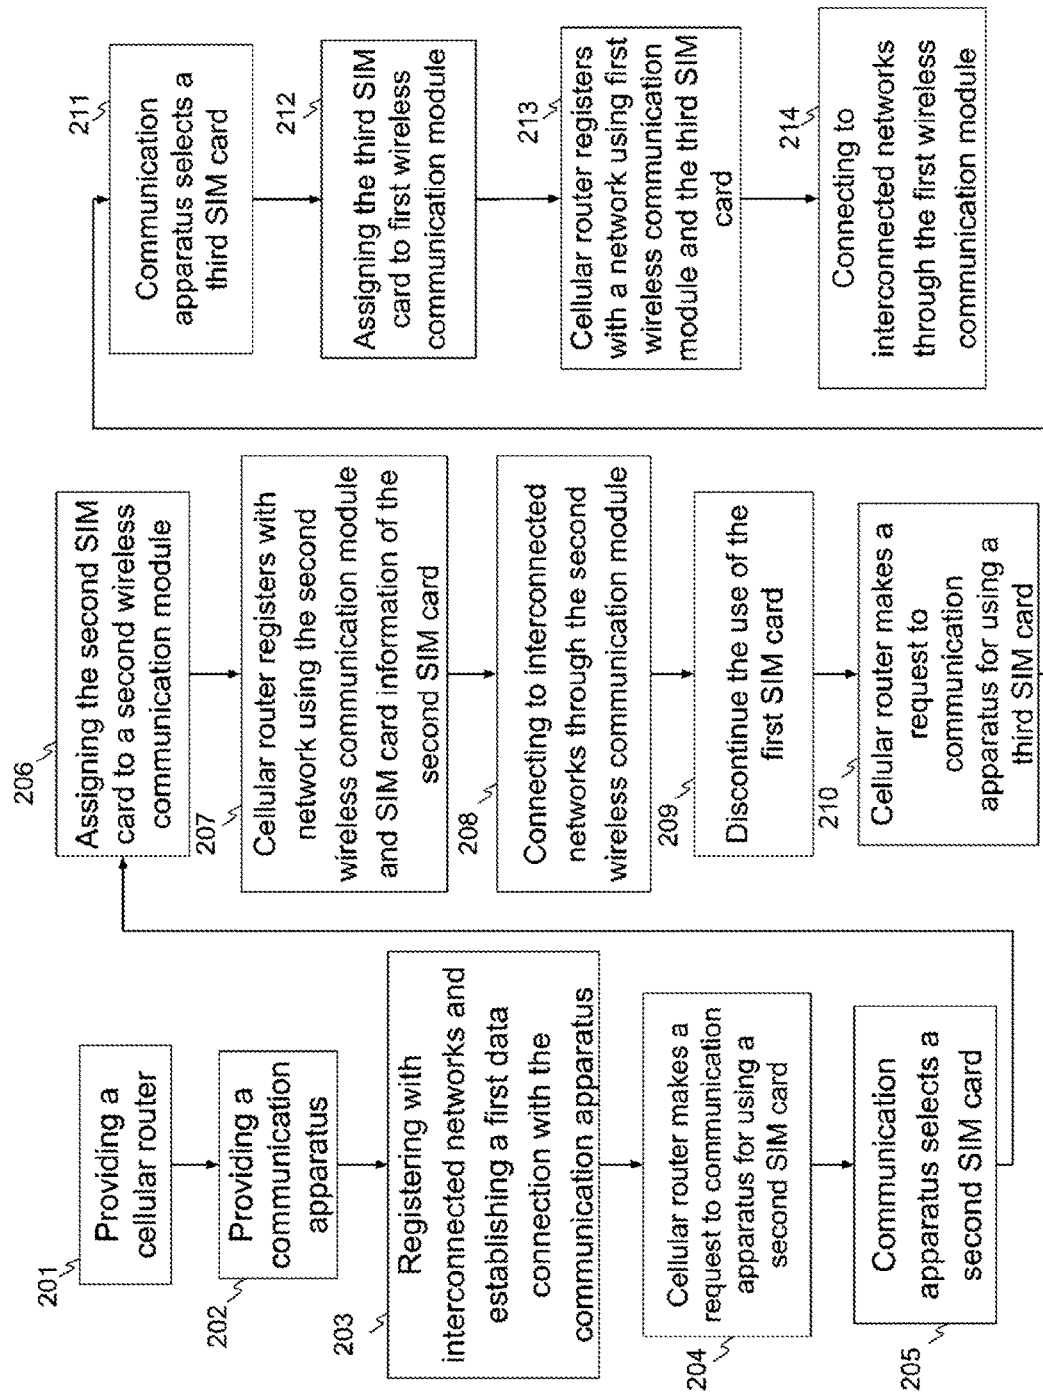 201
Providing a
cellular router
202
Providing a
communication
apparatus
203
Registering with
interconnected networks and
establishing a first data
connection with the
communication apparatus
204
Cellular router makes a
request to communication
apparatus for using a
second SIM card
205
Communication
apparatus selects a
second SIM card
206
Assigning the second SIM
card to a second wireless
communication module
207
Cellular router registers with
network using the second
wireless communication module
and SIM card information of the
second SIM card
208
Connecting to interconnected
networks through the second
wireless communication module
209
Discontinue the use of the
first SIM card
210
Cellular router makes a
request to
communication
apparatus for using a
third SIM card
211
Communication
apparatus selects a
third SIM card
212
Assigning the third SIM
card to first wireless
communication module
213
Cellular router registers
with a network using first
wireless communication
module and the third SIM
card
214
Connecting to
interconnected networks
through the first wireless
communication module